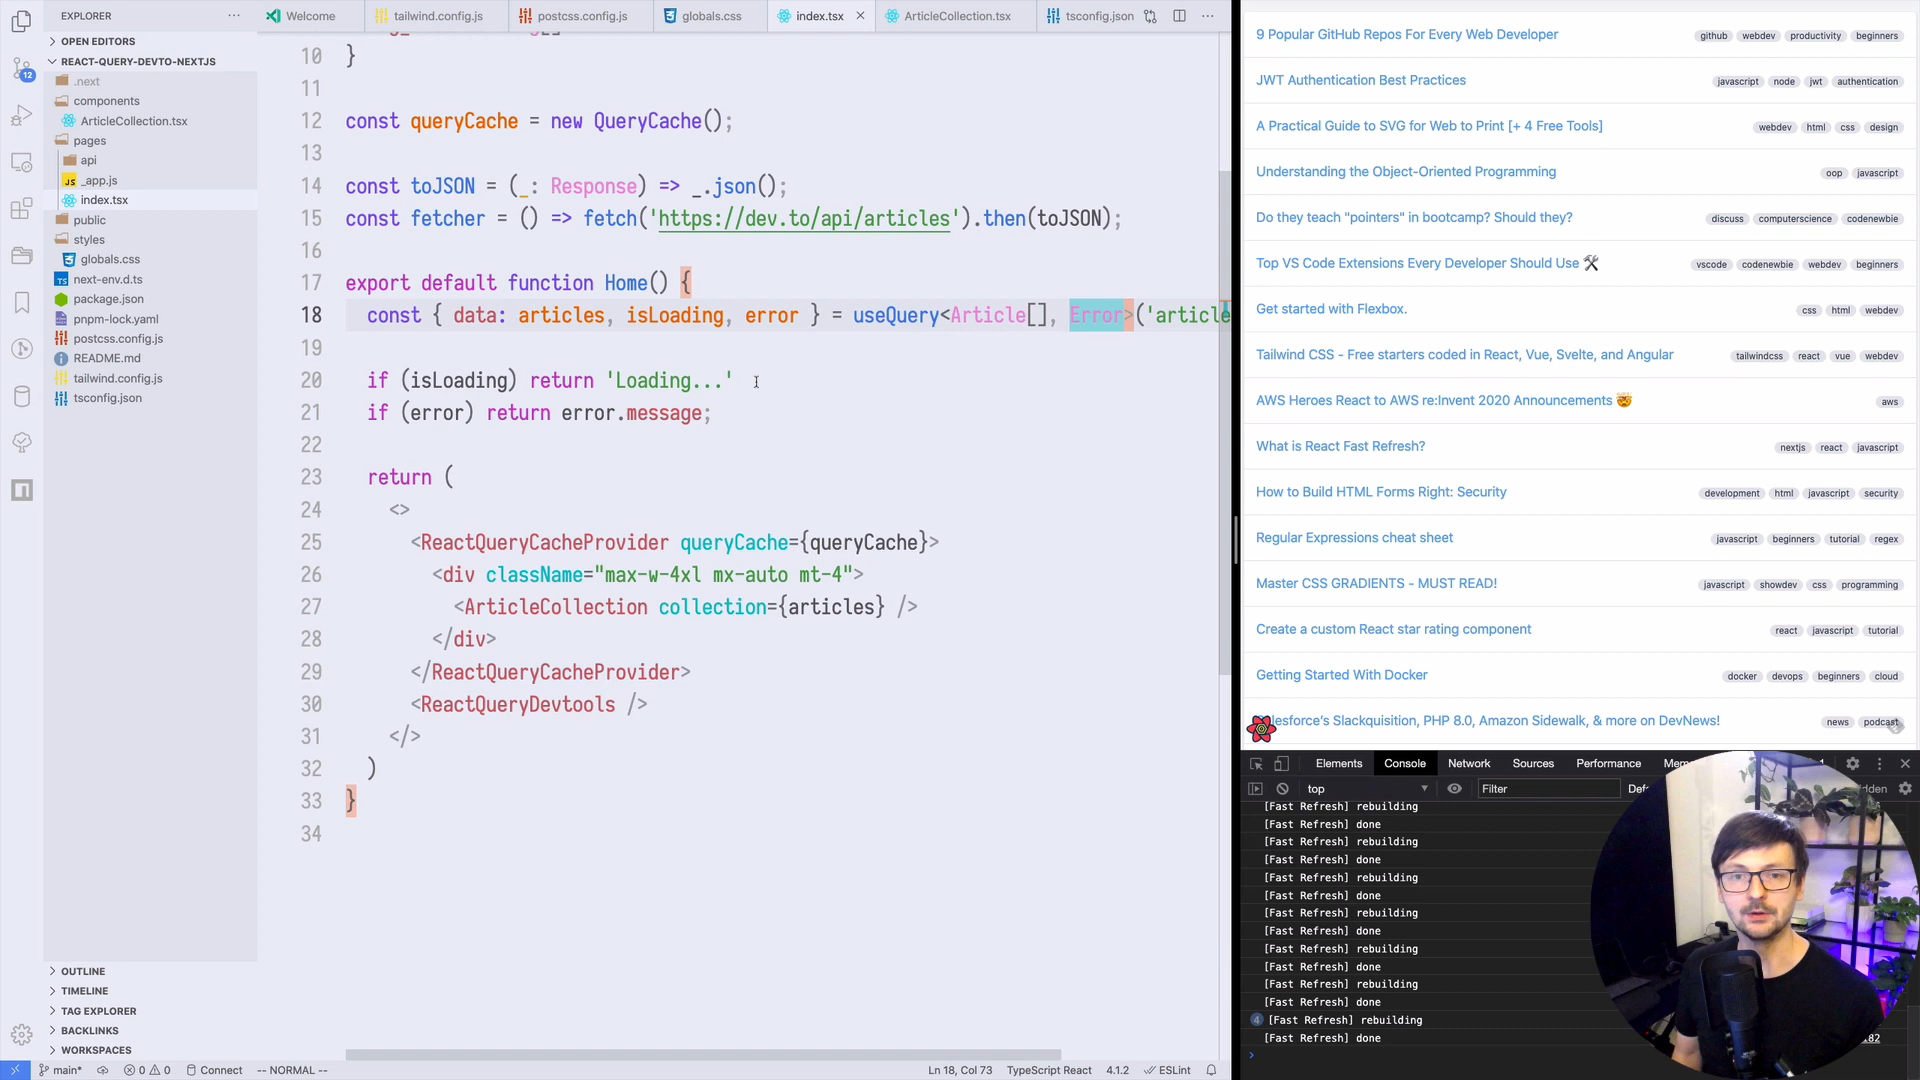 EXPLORER
Welcome
tailwind.config.js
postcss.config.js
globals.css
index.tsx
ArticleCollection.tsx
tsconfig.json
OPEN EDITORS
REACT-QUERY-DEVTO-NEXTJS
.next
components
ArticleCollection.tsx
pages
api
JS _app.js
index.tsx
public
styles
globals.css
TS next-env.d.ts
package.json
pnpm-lock.yaml
postcss.config.js
README.md
tailwind.config.js
tsconfig.json
OUTLINE
TIMELINE
TAG EXPLORER
BACKLINKS
WORKSPACES
12
10 }
11
12 const queryCache = new QueryCache();
13
14 const toJSON = (_: Response) => _.json();
15 const fetcher = () => fetch('https://dev.to/api/articles').then(toJSON);
16
17 export default function Home() {
18 const { data: articles, isLoading, error } = useQuery<Article[], Error>('article
19
20 if (isLoading) return 'Loading...'
21 if (error) return error.message;
22
23 return (
24 <>
25 <ReactQueryCacheProvider queryCache={queryCache}>
26 <div className="max-w-4xl mx-auto mt-4">
27 <ArticleCollection collection={articles} />
28 </div>
29 </ReactQueryCacheProvider>
30 <ReactQueryDevtools />
31 </>
32 )
33 }
34
main* 0 0 Connect -- NORMAL -- Ln 18, Col 73 TypeScript React 4.1.2 ESLint
9 Popular GitHub Repos For Every Web Developer github webdev productivity beginners
JWT Authentication Best Practices javascript node jwt authentication
A Practical Guide to SVG for Web to Print [+ 4 Free Tools] webdev html css design
Understanding the Object-Oriented Programming oop javascript
Do they teach "pointers" in bootcamp? Should they? discuss computerscience codenewbie
Top VS Code Extensions Every Developer Should Use 🛠 vscode codenewbie webdev beginners
Get started with Flexbox. css html webdev
Tailwind CSS - Free starters coded in React, Vue, Svelte, and Angular tailwindcss react vue webdev
AWS Heroes React to AWS re:Invent 2020 Announcements 🤯 aws
What is React Fast Refresh? nextjs react javascript
How to Build HTML Forms Right: Security development html javascript security
Regular Expressions cheat sheet javascript beginners tutorial regex
Master CSS GRADIENTS - MUST READ! javascript showdev css programming
Create a custom React star rating component react javascript tutorial
Getting Started With Docker docker devops beginners cloud
lesforce's Slackquisition, PHP 8.0, Amazon Sidewalk, & more on DevNews! news podcast
Elements Console Network Sources Performance Mem
top Filter Def dden
[Fast Refresh] rebuilding
[Fast Refresh] done
[Fast Refresh] rebuilding
[Fast Refresh] done
[Fast Refresh] rebuilding
[Fast Refresh] done
[Fast Refresh] rebuilding
[Fast Refresh] done
[Fast Refresh] rebuilding
[Fast Refresh] done
[Fast Refresh] rebuilding
[Fast Refresh] done
4 [Fast Refresh] rebuilding
[Fast Refresh] done